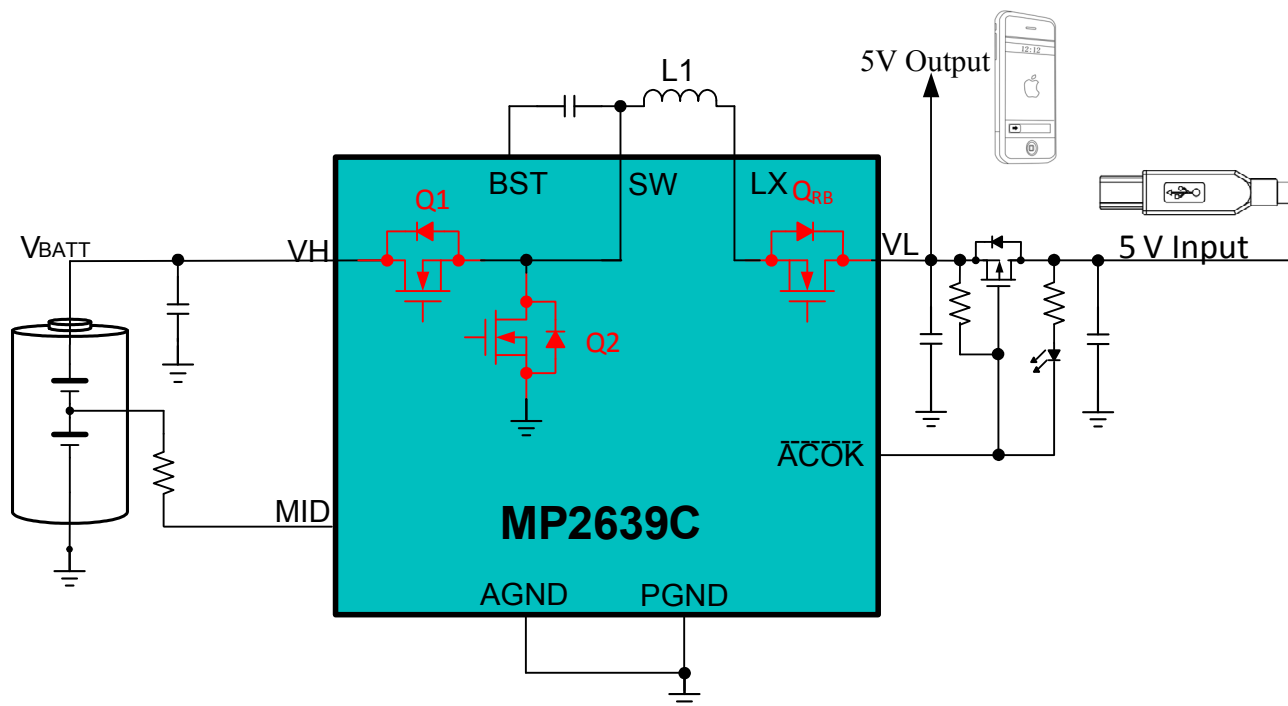 5V Output
12:12
L1
BST
SW
LX
Q1
QRB
VBATT
VH
VL
5 V Input
Q2
ACOK
MID
MP2639C
AGND
PGND